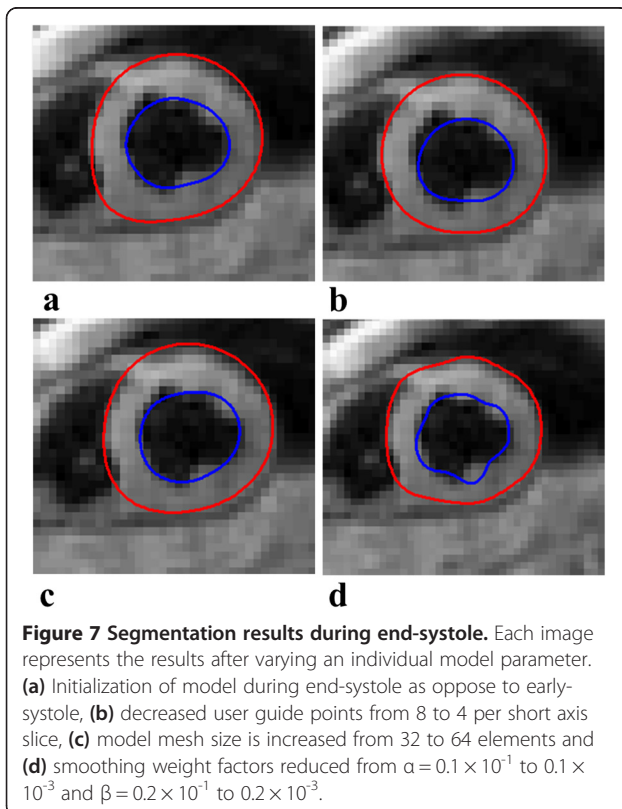 a
b
c
d
Figure 7 Segmentation results during end-systole. Each image
represents the results after varying an individual model parameter.
(a) Initialization of model during end-systole as oppose to early-
systole, (b) decreased user guide points from 8 to 4 per short axis
slice, (c) model mesh size is increased from 32 to 64 elements and
(d) smoothing weight factors reduced from α = 0.1 × 10⁻¹ to 0.1 ×
10⁻³ and β = 0.2 × 10⁻¹ to 0.2 × 10⁻³.